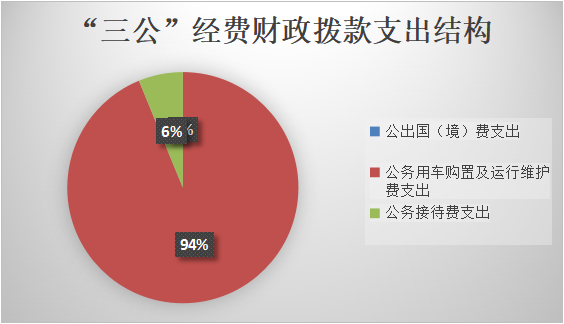 “三公”经费财政拨款支出结构
6%
%
94%
公出国（境）费支出
公务用车购置及运行维护
费支出
公务接待费支出